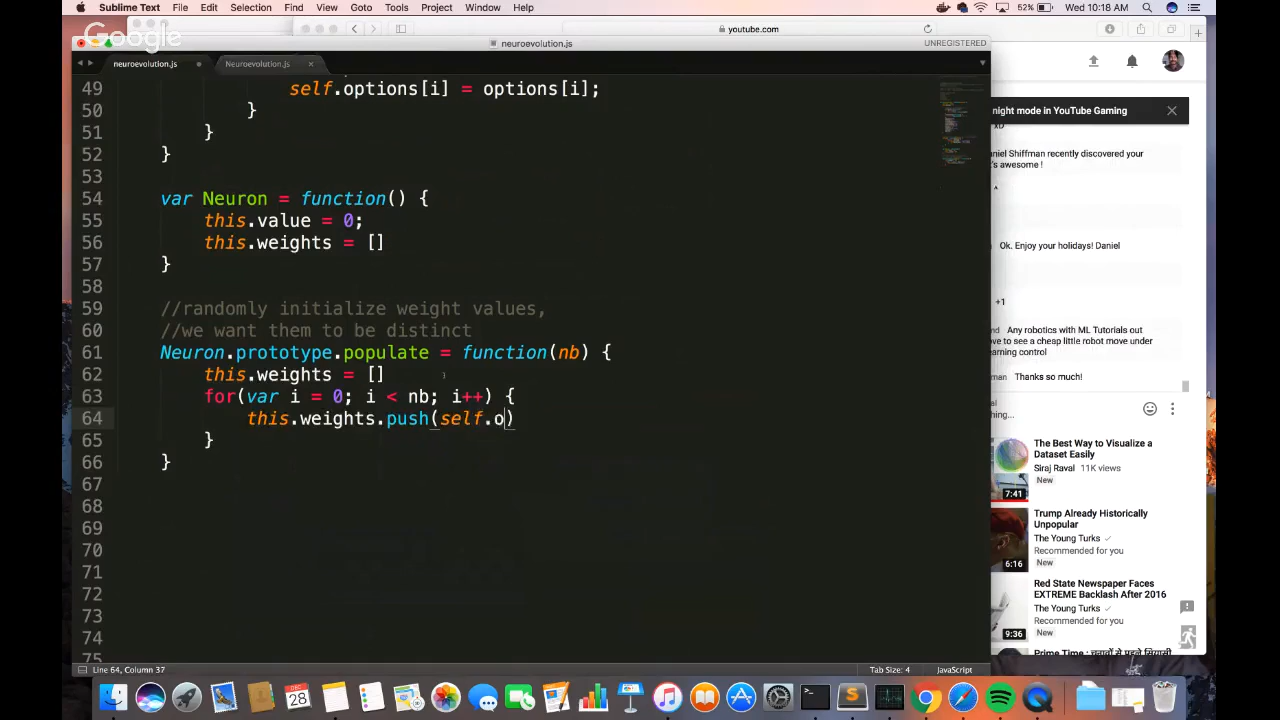 Sublime Text File Edit Selection Find View Goto Tools Project Window Help 52% Wed 10:18 AM
Google
youtube.com
neuroevolution.js UNREGISTERED
neuroevolution.js Neuroevolution.js
49 self.options[i] = options[i];
50 }
51 }
52 }
53
54 var Neuron = function() {
55 this.value = 0;
56 this.weights = []
57 }
58
59 //randomly initialize weight values,
60 //we want them to be distinct
61 Neuron.prototype.populate = function(nb) {
62 this.weights = []
63 for(var i = 0; i < nb; i++) {
64 this.weights.push(self.o)
65 }
66 }
67
68
69
70
71
72
73
74
75
Line 64, Column 37 Tab Size: 4 JavaScript
night mode in YouTube Gaming
xD
niel Shiffman recently discovered your
t's awesome !
^
Ok. Enjoy your holidays! Daniel
+1
Any robotics with ML Tutorials out
ove to see a cheap little robot move under
earning control
Thanks so much!
The Best Way to Visualize a
Dataset Easily
Siraj Raval 11K views
New
7:41
Trump Already Historically
Unpopular
The Young Turks
Recommended for you
New
6:16
Red State Newspaper Faces
EXTREME Backlash After 2016
The Young Turks
Recommended for you
New
9:36
DEC
28